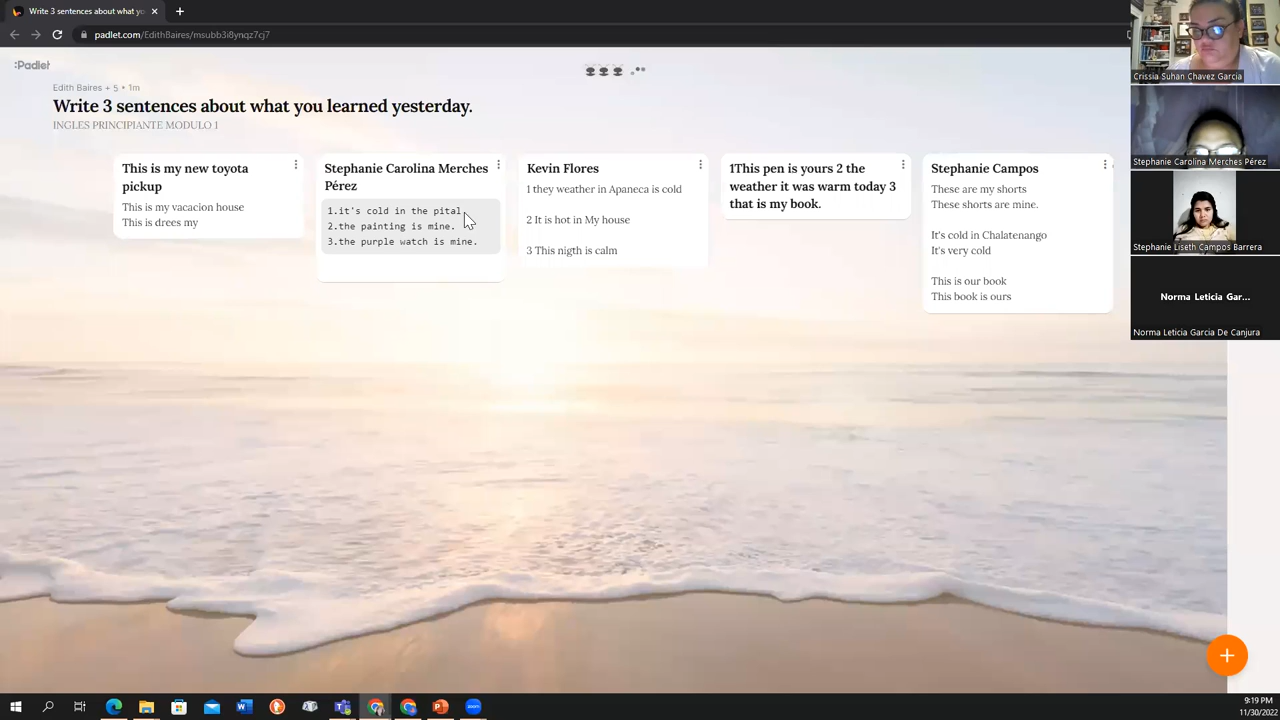 Write 3 sentences about what yo
padlet.com/EdithBaires/msubb3i8ynqz7cj7
:Padlet
Edith Baires + 5 • 1m
Write 3 sentences about what you learned yesterday.
INGLES PRINCIPIANTE MODULO 1
This is my new toyota
pickup
This is my vacacion house
This is drees my
Stephanie Carolina Merches
Pérez
1.it's cold in the pital
2.the painting is mine.
3.the purple watch is mine.
Kevin Flores
1 they weather in Apaneca is cold
2 It is hot in My house
3 This nigth is calm
1This pen is yours 2 the
weather it was warm today 3
that is my book.
Stephanie Campos
These are my shorts
These shorts are mine.
It's cold in Chalatenango
It's very cold
This is our book
This book is ours
Crissia Suhan Chavez Garcia
Stephanie Carolina Merches Pérez
Stephanie Liseth Campos Barrera
Norma Leticia Gar...
Norma Leticia Garcia De Canjura
9:19 PM
11/30/2022